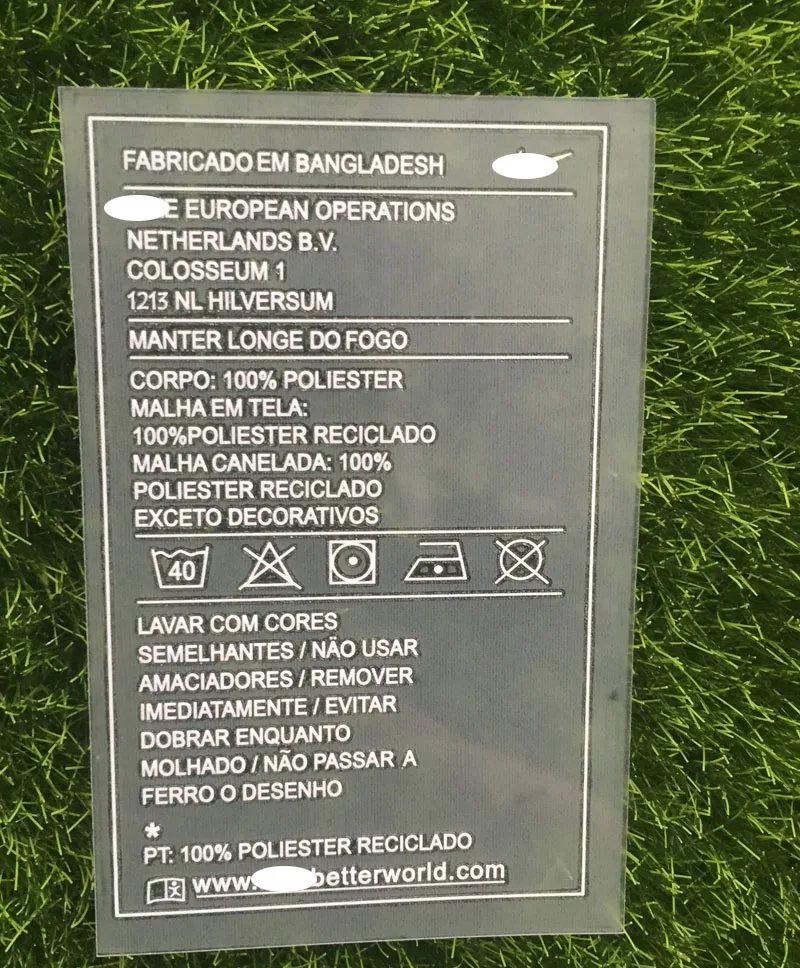 FABRICADO EM BANGLADESH
E EUROPEAN OPERATIONS
NETHERLANDS B.V.
COLOSSEUM 1
1213 NL HILVERSUM
MANTER LONGE DO FOGO
CORPO: 100% POLIESTER
MALHA EM TELA:
100%POLIESTER RECICLADO
MALHA CANELADA: 100%
POLIESTER RECICLADO
EXCETO DECORATIVOS
40
LAVAR COM CORES
SEMELHANTES / NÃO USAR
AMACIADORES / REMOVER
IMEDIATAMENTE / EVITAR
DOBRAR ENQUANTO
MOLHADO / NÃO PASSAR A
FERRO O DESENHO
*
PT: 100% POLIESTER RECICLADO
www. betterworld.com